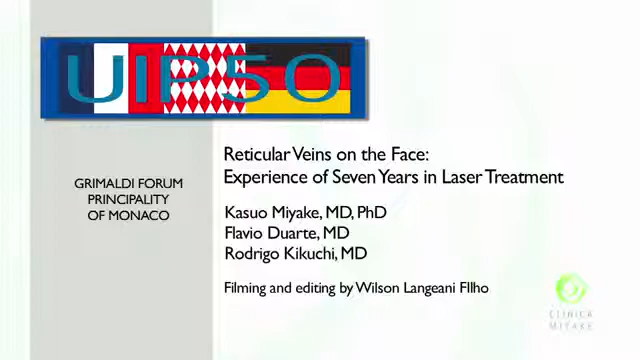 UIP50
GRIMALDI FORUM
PRINCIPALITY
OF MONACO
Reticular Veins on the Face:
Experience of Seven Years in Laser Treatment
Kasuo Miyake, MD, PhD
Flavio Duarte, MD
Rodrigo Kikuchi, MD
Filming and editing by Wilson Langeani FIlho
CLINICA
MIYAKE